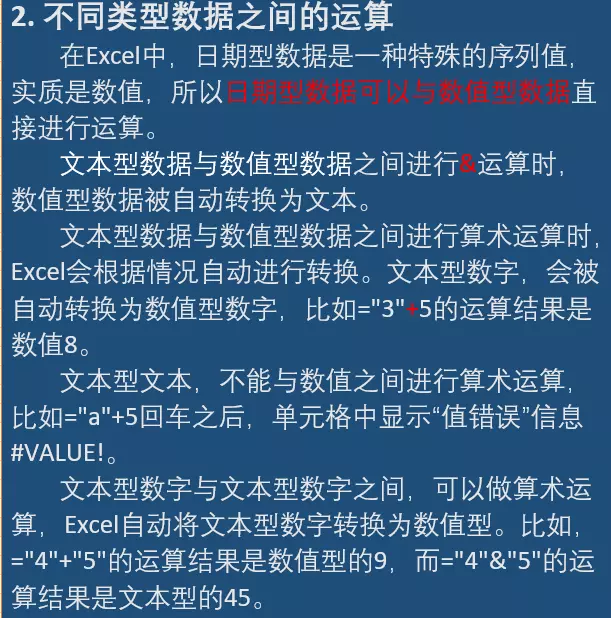 2. 不同类型数据之间的运算
在Excel中，日期型数据是一种特殊的序列值，
实质是数值，所以日期型数据可以与数值型数据直
接进行运算。
文本型数据与数值型数据之间进行&运算时，
数值型数据被自动转换为文本。
文本型数据与数值型数据之间进行算术运算时，
Excel会根据情况自动进行转换。文本型数字，会被
自动转换为数值型数字，比如="3"+5的运算结果是
数值8。
文本型文本，不能与数值之间进行算术运算，
比如="a"+5回车之后，单元格中显示“值错误”信息
#VALUE!。
文本型数字与文本型数字之间，可以做算术运
算，Excel自动将文本型数字转换为数值型。比如，
="4"+"5"的运算结果是数值型的9，而="4"&"5"的运
算结果是文本型的45。